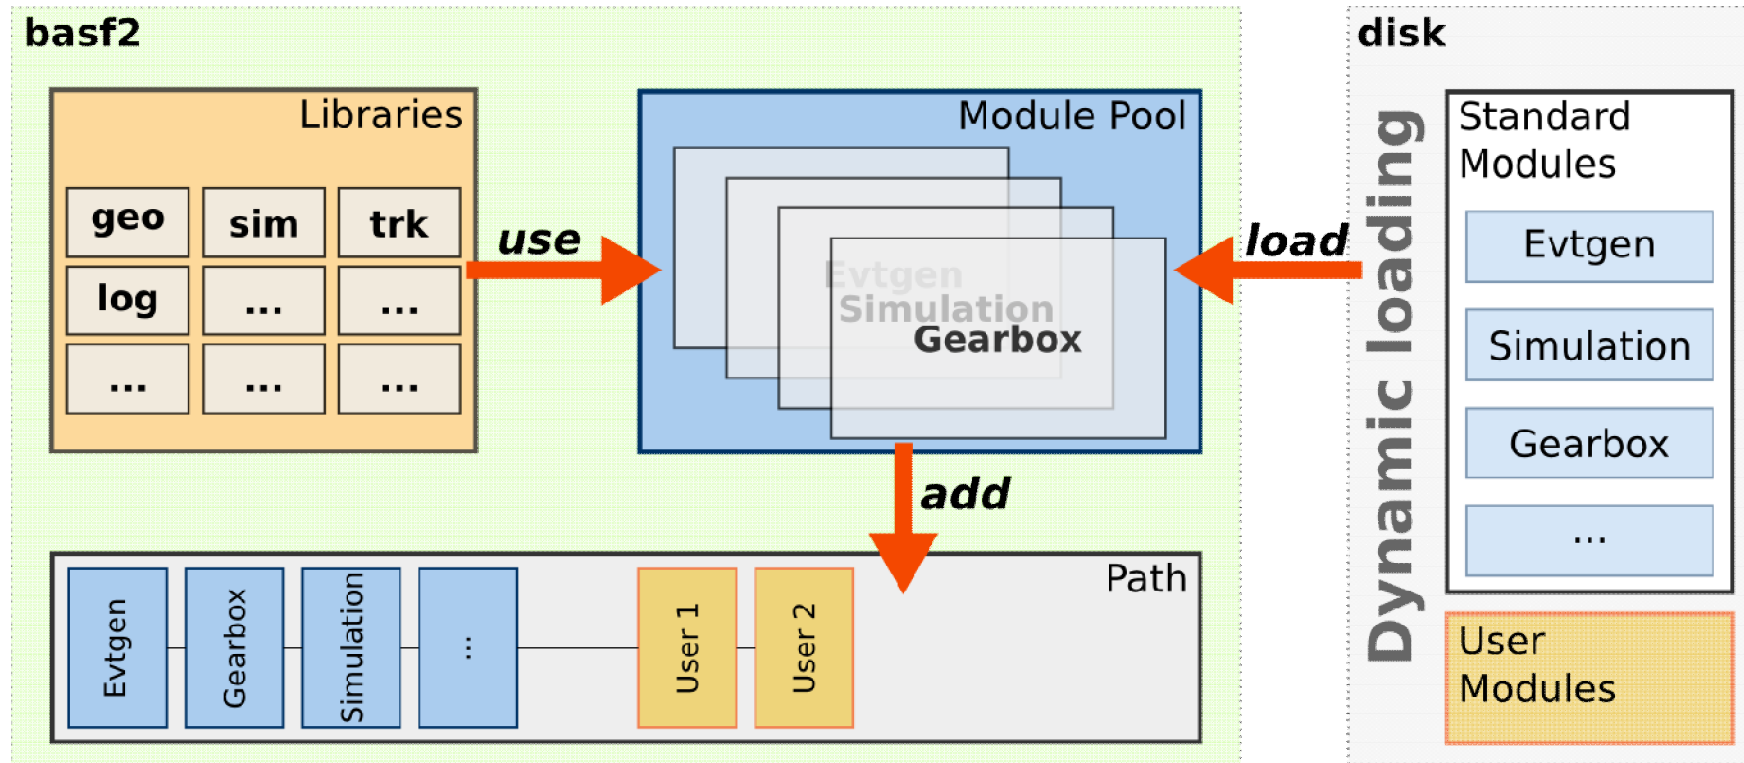 basf2
Libraries
geo
sim
trk
log
...
...
...
...
...
use
Module Pool
Evtgen
Simulation
Gearbox
load
add
Path
Evtgen
Gearbox
Simulation
...
User 1
User 2
disk
Dynamic loading
Standard
Modules
Evtgen
Simulation
Gearbox
...
User
Modules